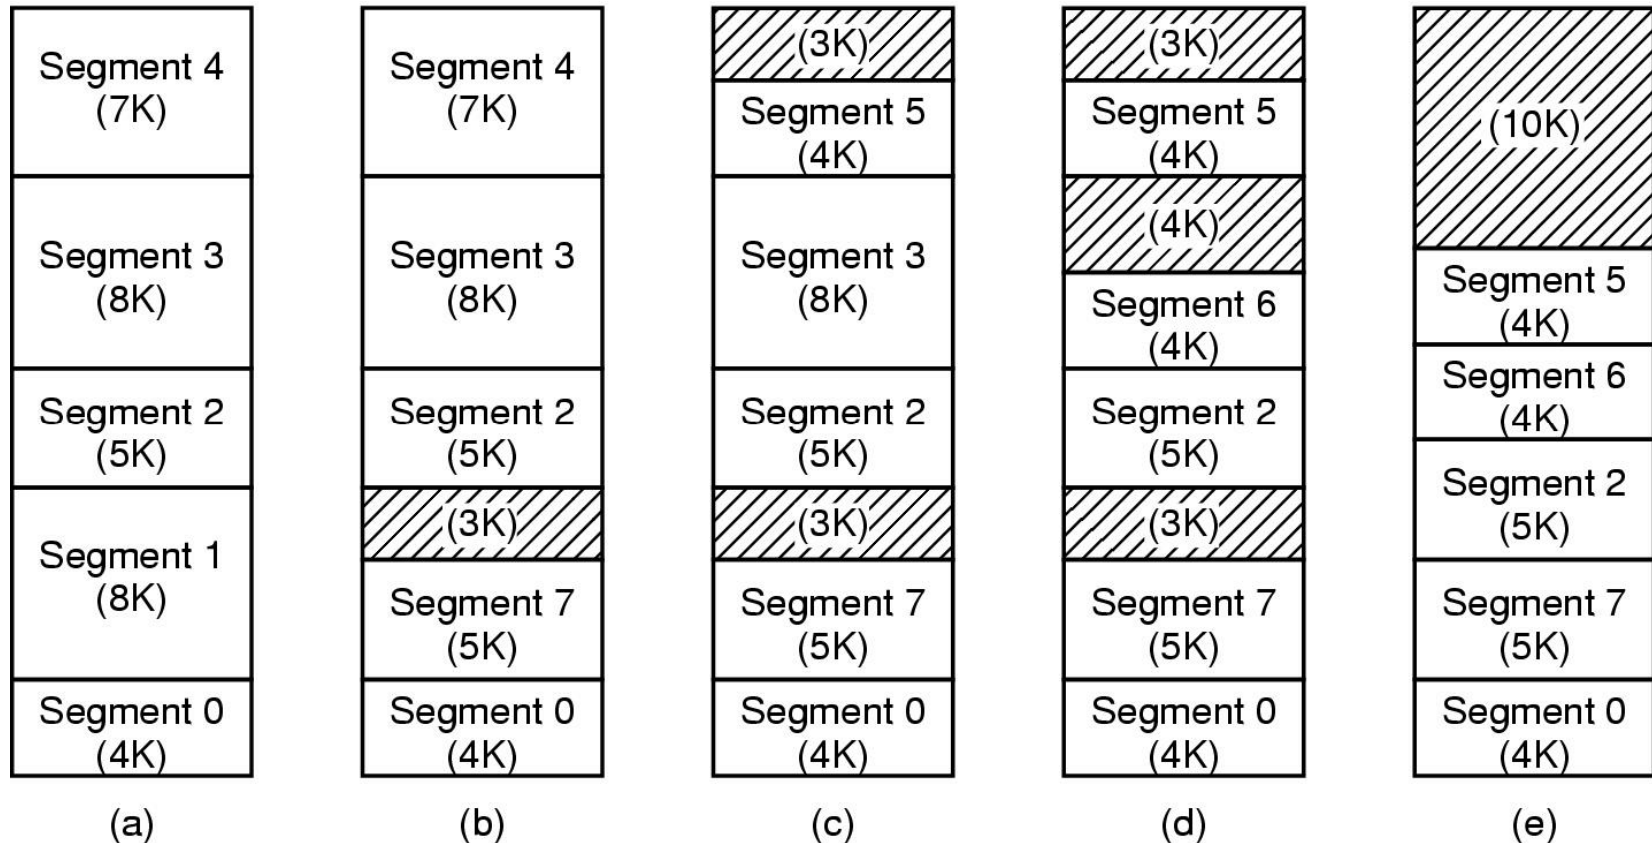 Segment 4
(7K)
Segment 3
(8K)
Segment 2
(5K)
Segment 1
(8K)
Segment 0
(4K)
(a)
Segment 4
(7K)
Segment 3
(8K)
Segment 2
(5K)
(3K)
Segment 7
(5K)
Segment 0
(4K)
(b)
(3K)
Segment 5
(4K)
Segment 3
(8K)
Segment 2
(5K)
(3K)
Segment 7
(5K)
Segment 0
(4K)
(c)
(3K)
Segment 5
(4K)
(4K)
Segment 6
(4K)
Segment 2
(5K)
(3K)
Segment 7
(5K)
Segment 0
(4K)
(d)
(10K)
Segment 5
(4K)
Segment 6
(4K)
Segment 2
(5K)
Segment 7
(5K)
Segment 0
(4K)
(e)